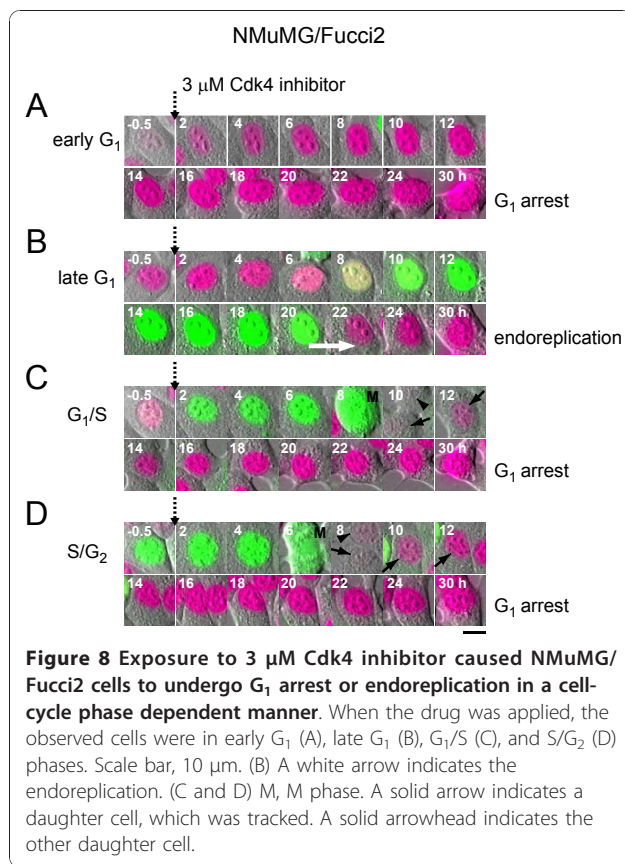 NMuMG/Fucci2
3 μM Cdk4 inhibitor
A
early G1
-0.5 2 4 6 8 10 12
14 16 18 20 22 24 30 h
G1 arrest
B
late G1
-0.5 2 4 6 8 10 12
14 16 18 20 22 24 30 h
endoreplication
C
G1/S
-0.5 2 4 6 8 M 10 12
14 16 18 20 22 24 30 h
G1 arrest
D
S/G2
-0.5 2 4 6 M 8 10 12
14 16 18 20 22 24 30 h
G1 arrest
Figure 8 Exposure to 3 μM Cdk4 inhibitor caused NMuMG/
Fucci2 cells to undergo G1 arrest or endoreplication in a cell-
cycle phase dependent manner. When the drug was applied, the
observed cells were in early G1 (A), late G1 (B), G1/S (C), and S/G2 (D)
phases. Scale bar, 10 μm. (B) A white arrow indicates the
endoreplication. (C and D) M, M phase. A solid arrow indicates a
daughter cell, which was tracked. A solid arrowhead indicates the
other daughter cell.